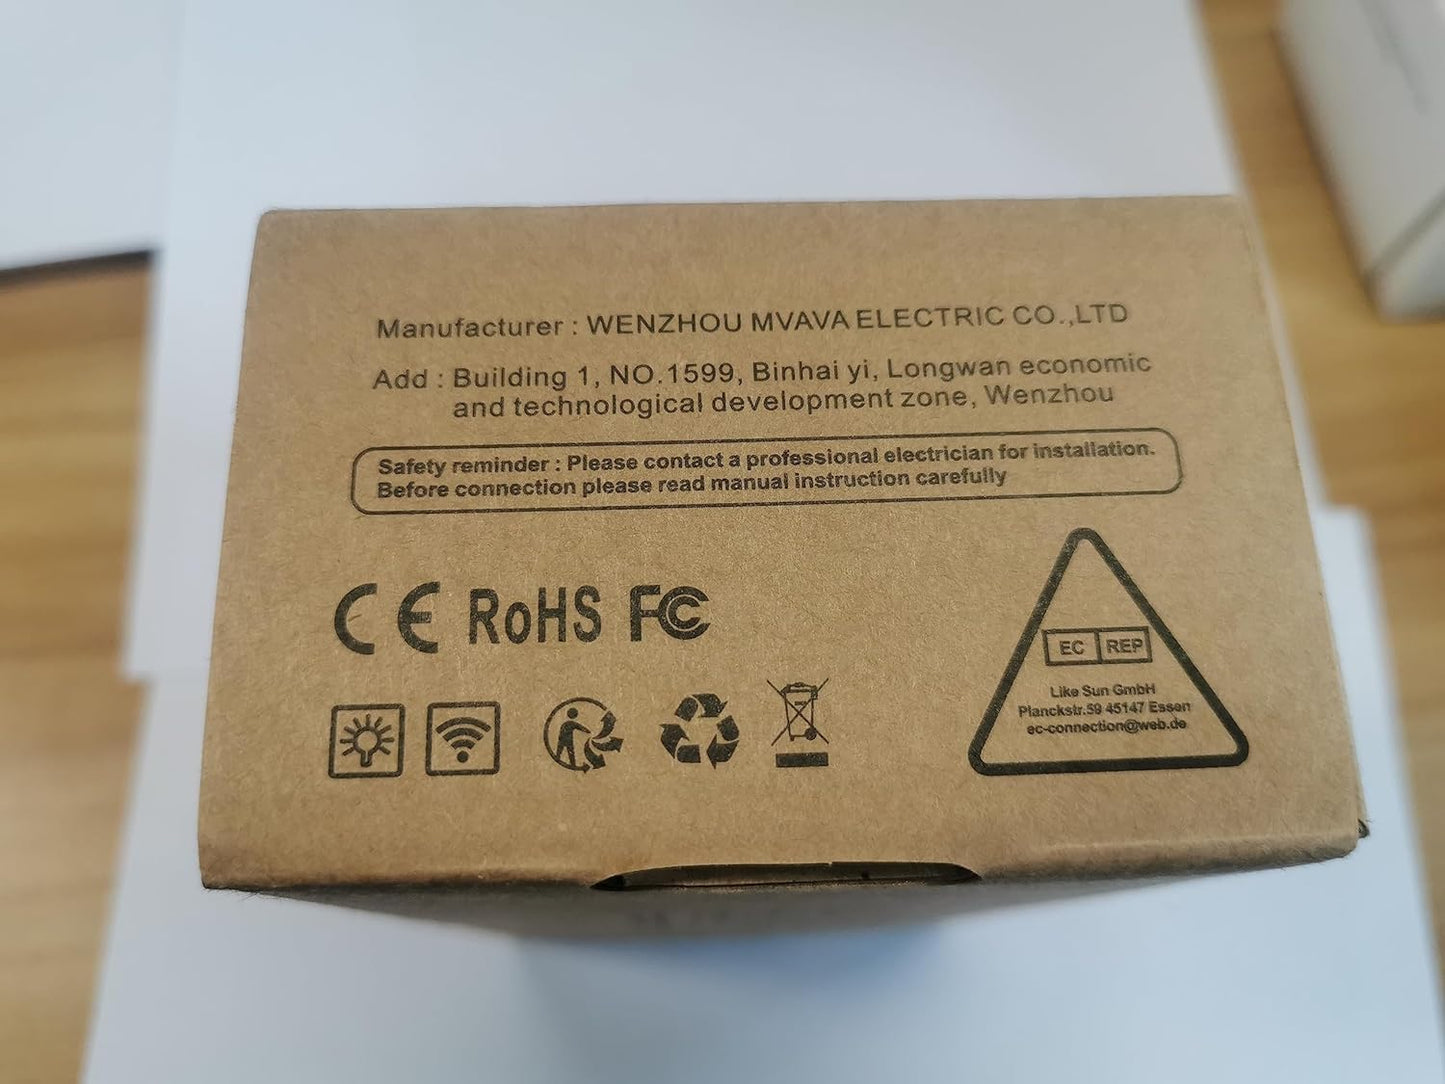 Manufacturer : WENZHOU MVAVA ELECTRIC CO.,LTD
Add : Building 1, NO.1599, Binhai yi, Longwan economic
and technological development zone, Wenzhou
Safety reminder : Please contact a professional electrician for installation.
Before connection please read manual instruction carefully
CE RoHS FC
EC REP
Like Sun GmbH
Planckstr.59 45147 Essen
ec-connection@web.de